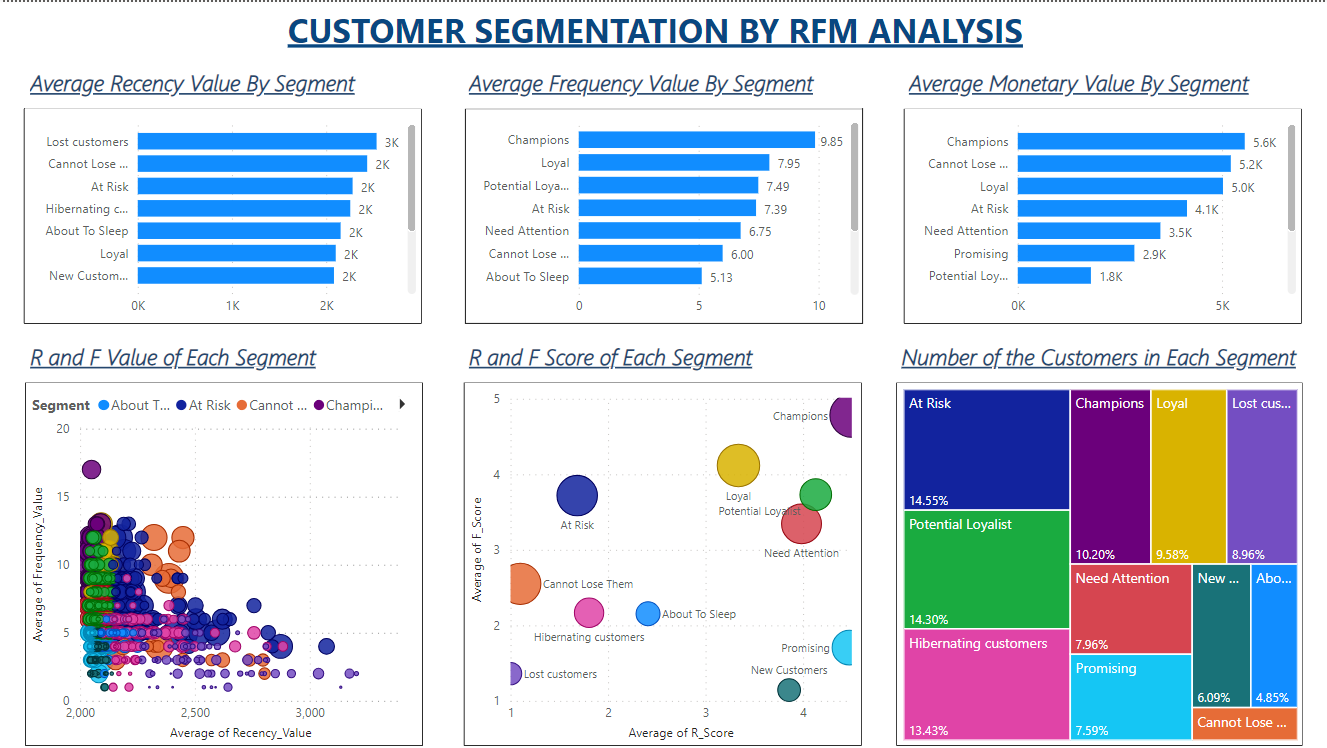 CUSTOMER SEGMENTATION BY RFM ANALYSIS
Average Recency Value By Segment
Lost customers 3K
Cannot Lose ... 2K
At Risk 2K
Hibernating c... 2K
About To Sleep 2K
Loyal 2K
New Custom... 2K
0K 1K 2K
Average Frequency Value By Segment
Champions 9.85
Loyal 7.95
Potential Loya... 7.49
At Risk 7.39
Need Attention 6.75
Cannot Lose ... 6.00
About To Sleep 5.13
0 5 10
Average Monetary Value By Segment
Champions 5.6K
Cannot Lose ... 5.2K
Loyal 5.0K
At Risk 4.1K
Need Attention 3.5K
Promising 2.9K
Potential Loy... 1.8K
0K 5K
R and F Value of Each Segment
Segment About T... At Risk Cannot ... Champi...
Average of Frequency_Value
20
15
10
5
0
2,000 2,500 3,000
Average of Recency_Value
R and F Score of Each Segment
Average of F_Score
5
4
3
2
1
Champions
Loyal
Potential Loyalist
At Risk
Need Attention
Cannot Lose Them
About To Sleep
Hibernating customers
Promising
New Customers
Lost customers
1 2 3 4
Average of R_Score
Number of the Customers in Each Segment
At Risk
14.55%
Potential Loyalist
14.30%
Hibernating customers
13.43%
Champions
10.20%
Loyal
9.58%
Lost cus...
8.96%
Need Attention
7.96%
Promising
7.59%
New ...
6.09%
Abo...
4.85%
Cannot Lose ...